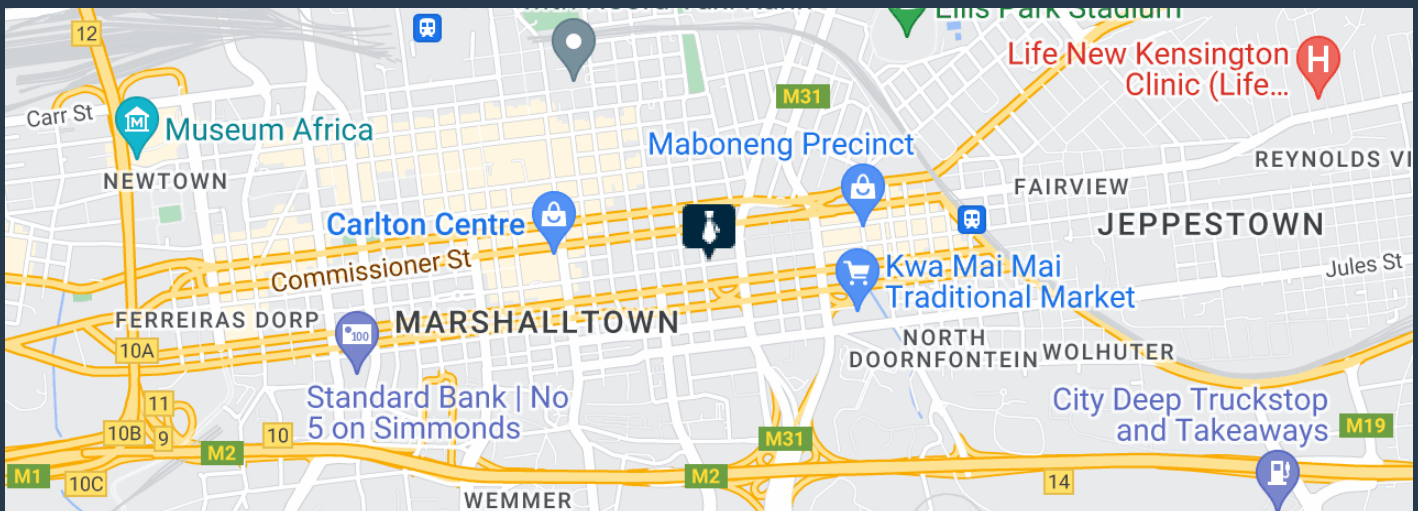 Ellis Park Stadium
12
Life New Kensington
Clinic (Life...
M31
Carr St
Museum Africa
Maboneng Precinct
REYNOLDS VI
NEWTOWN
FAIRVIEW
Carlton Centre
JEPPESTOWN
Commissioner St
Kwa Mai Mai
Traditional Market
Jules St
FERREIRAS DORP
MARSHALLTOWN
100
NORTH
DOORNFONTEIN
WOLHUTER
10A
Standard Bank | No
5 on Simmonds
City Deep Truckstop
and Takeaways
11
10B
9
10
M2
M31
M19
M1
10C
M2
14
WEMMER